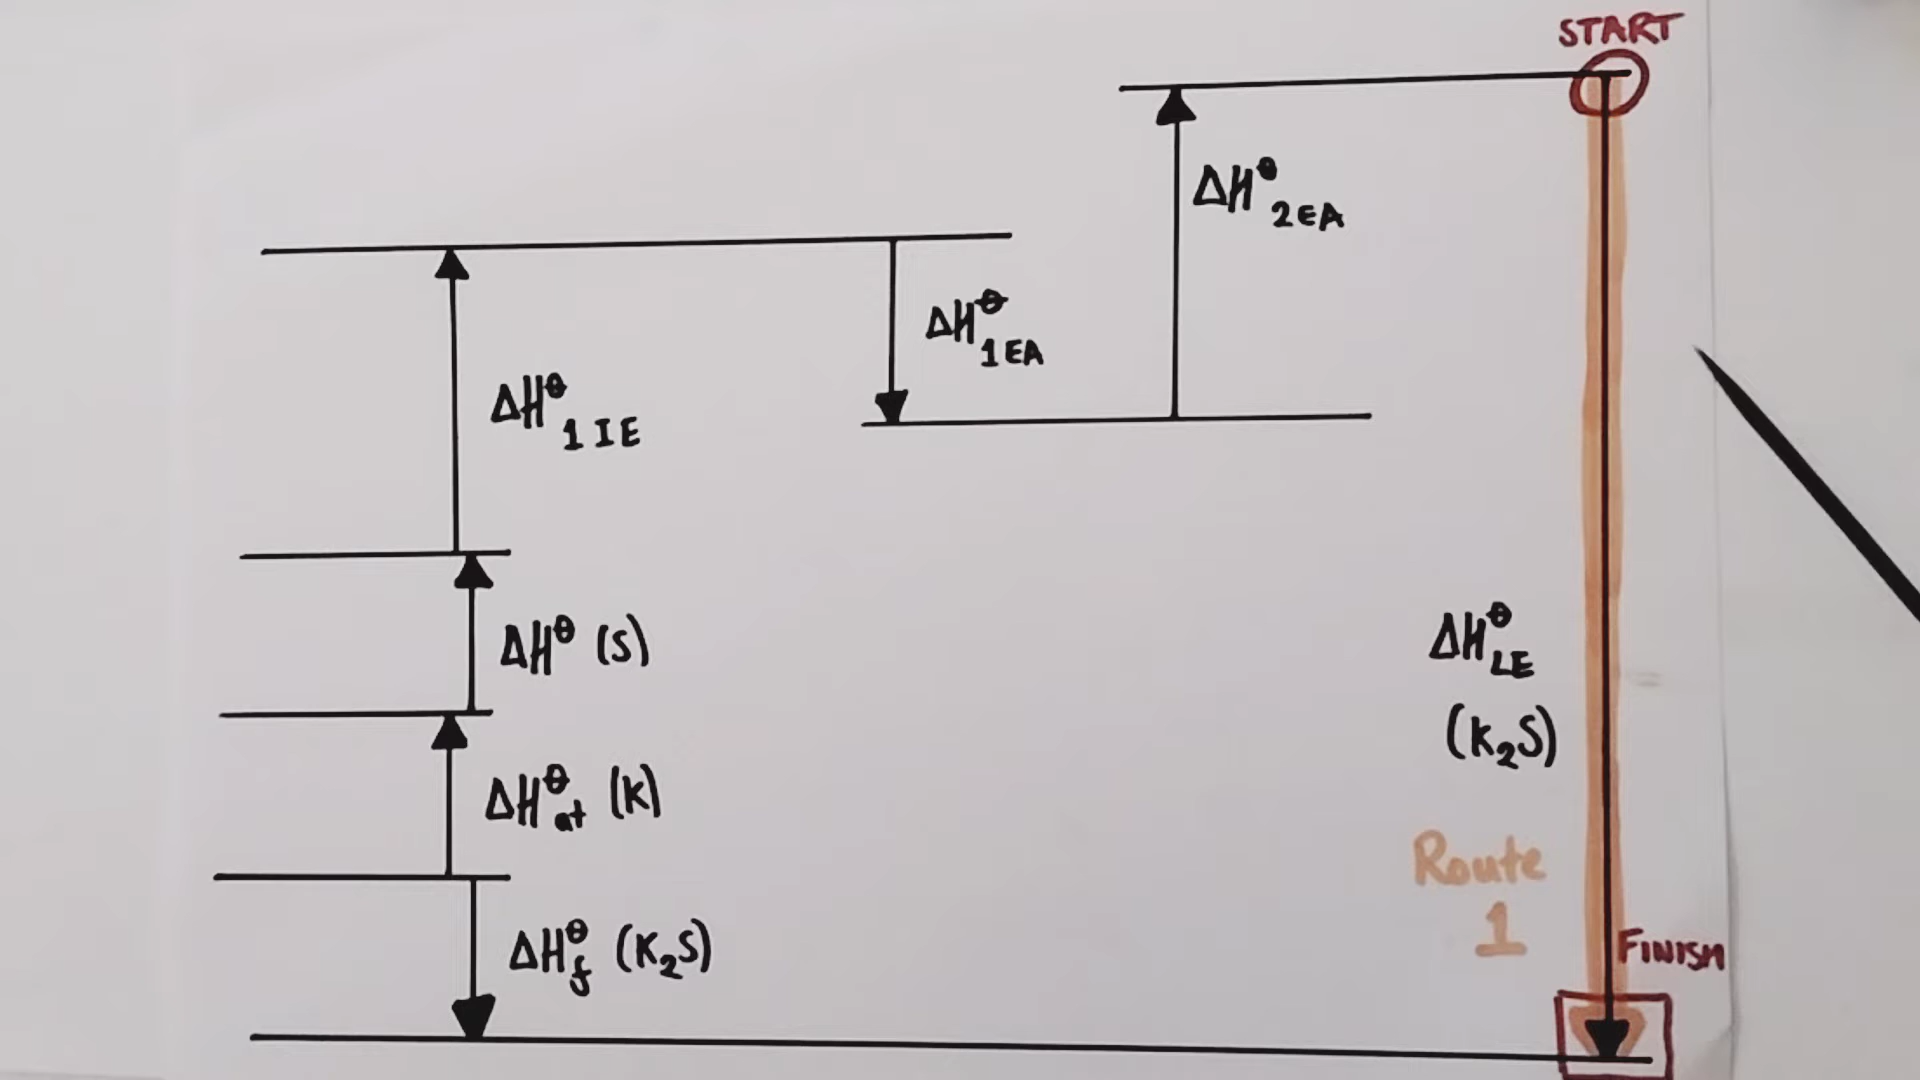 START
ΔH⦵2EA
ΔH⦵1EA
ΔH⦵1IE
ΔH⦵ (S)
ΔH⦵LE
(K₂S)
ΔH⦵at (K)
Route
1
ΔH⦵f (K₂S)
FINISH